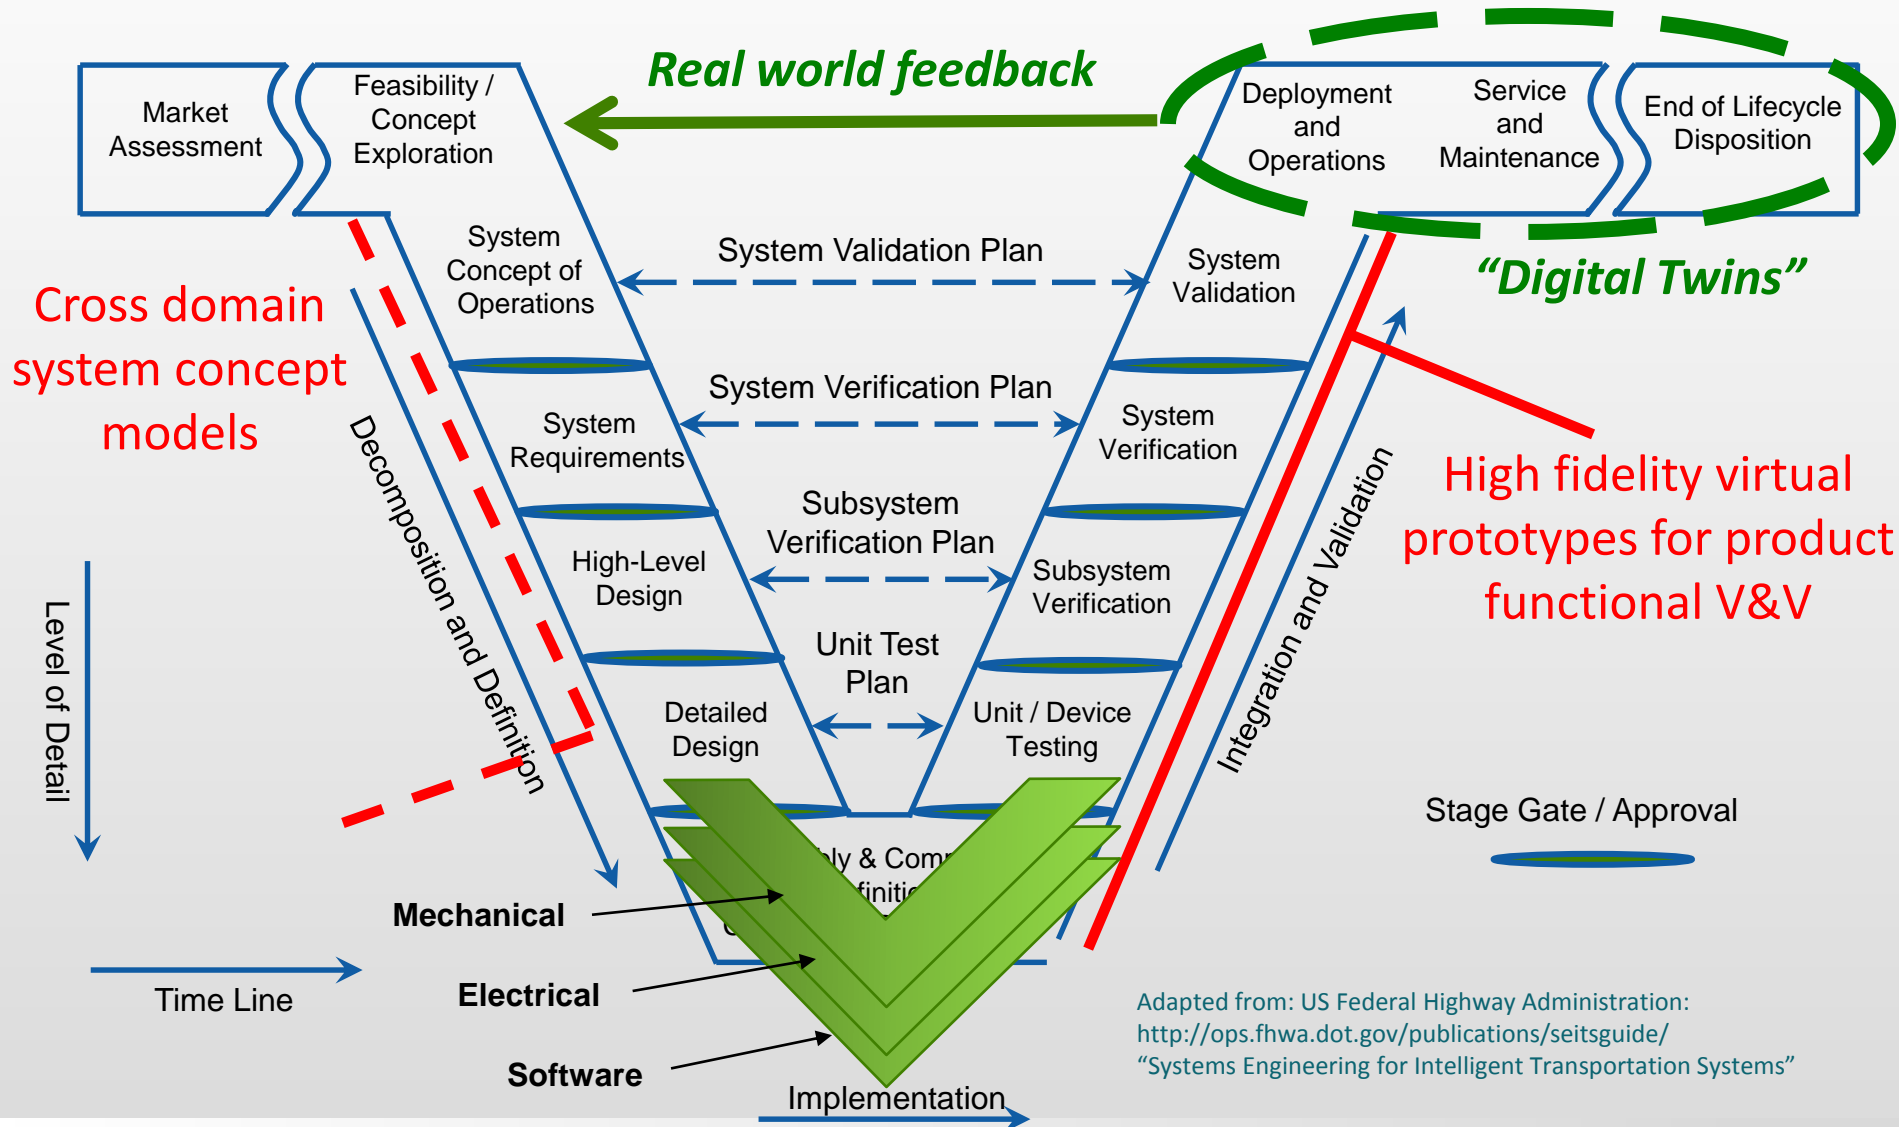 Real world feedback
Market
Assessment
Feasibility /
Concept
Exploration
Deployment
and
Operations
Service
and
Maintenance
End of Lifecycle
Disposition
"Digital Twins"
System
Concept of
Operations
System Validation Plan
System
Validation
Cross domain
system concept
models
System Verification Plan
System
Requirements
System
Verification
Decomposition and Definition
Integration and Validation
High fidelity virtual
prototypes for product
functional V&V
Subsystem
Verification Plan
High-Level
Design
Subsystem
Verification
Unit Test
Plan
Level of Detail
Detailed
Design
Unit / Device
Testing
Stage Gate / Approval
& 
Mechanical
Electrical
Software
Time Line
Implementation
Adapted from: US Federal Highway Administration:
http://ops.fhwa.dot.gov/publications/seitsguide/
“Systems Engineering for Intelligent Transportation Systems”